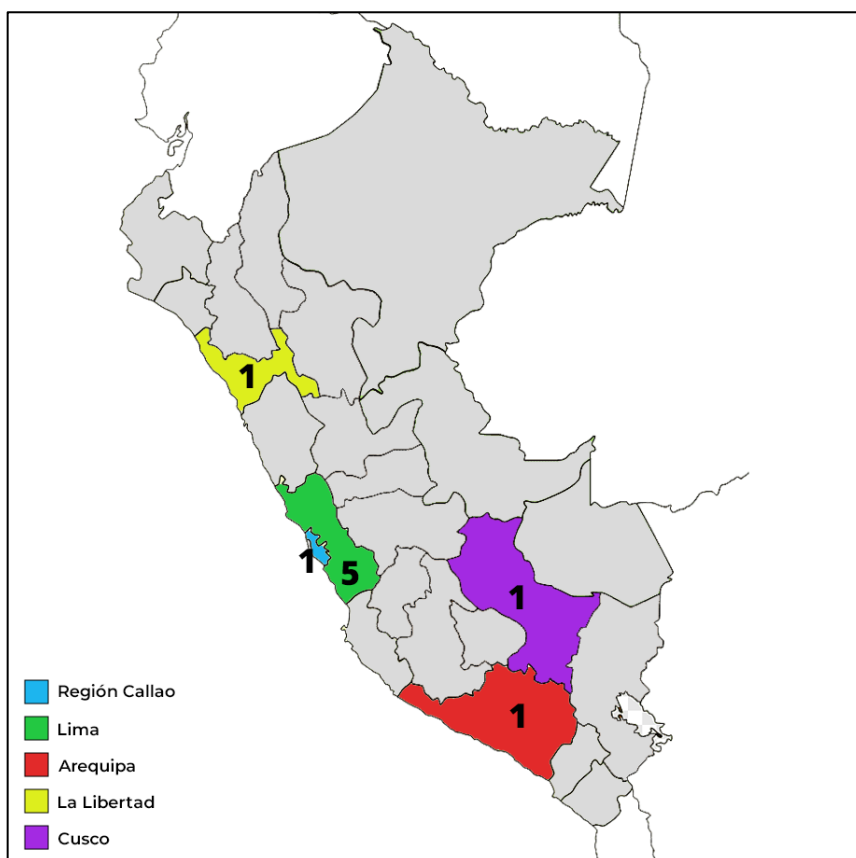 1
1
5
1
1
Región Callao
Lima
Arequipa
La Libertad
Cusco